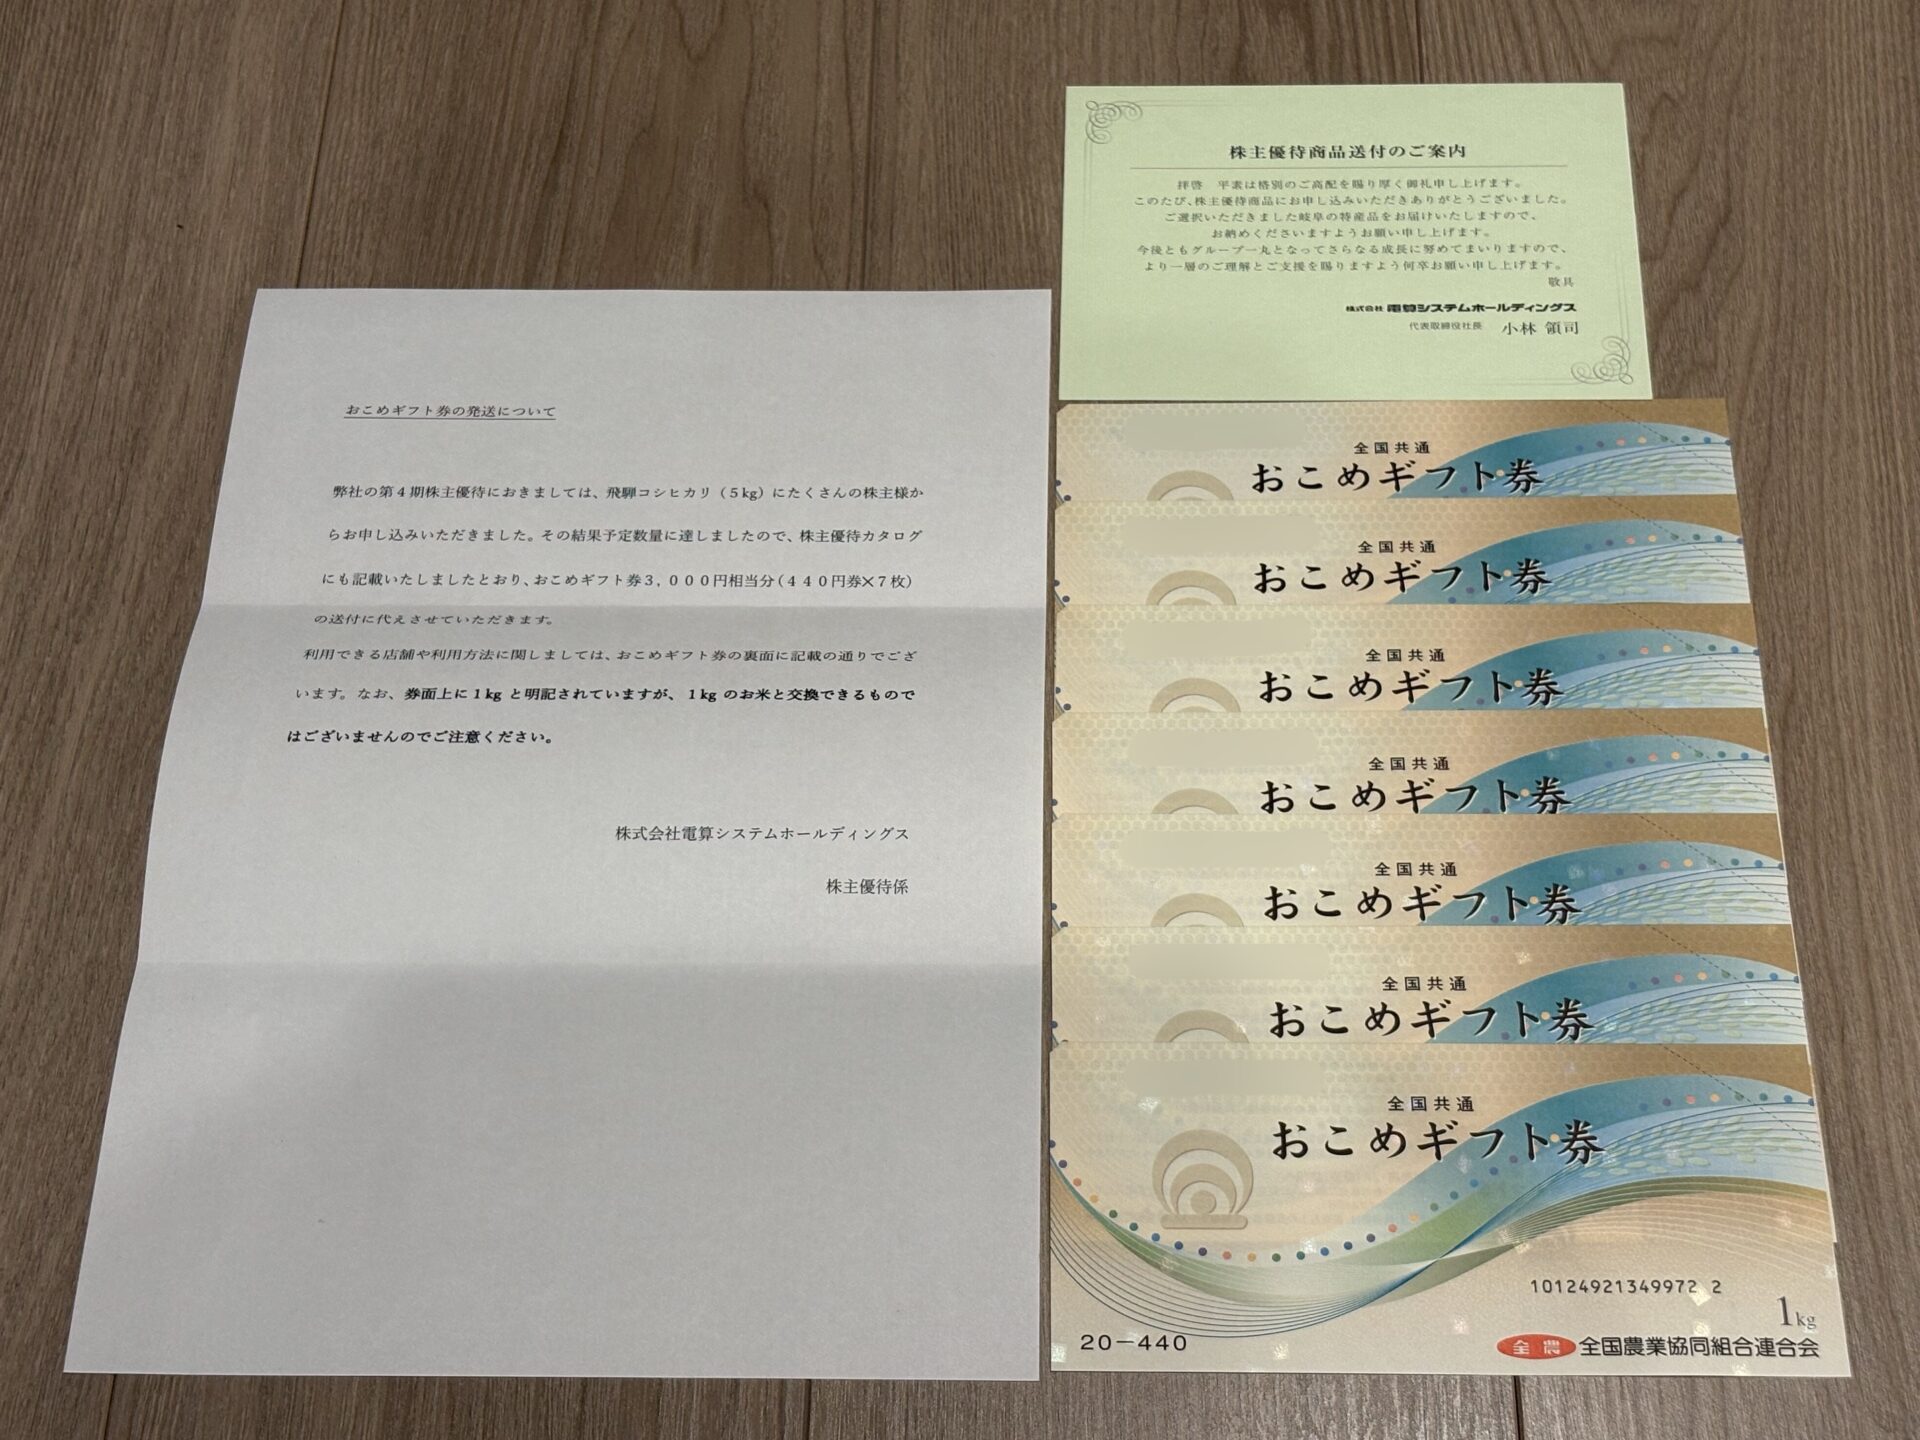 おこめギフト券の発送について
弊社の第4期株主優待におきましては、飛騨コシヒカリ（5kg）にたくさんの株主様か
らお申し込みいただきました。その結果予定数量に達しましたので、株主優待カタログ
にも記載いたしましたとおり、おこめギフト券3，000円相当分（440円券×7枚）
の送付に代えさせていただきます。
利用できる店舗や利用方法に関しましては、おこめギフト券の裏面に記載の通りでござ
います。なお、券面上に1kg と明記されていますが、1kg のお米と交換できるもので
はございませんのでご注意ください。
株式会社電算システムホールディングス
株主優待係
株主優待商品送付のご案内
拝啓　平素は格別のご高配を賜り厚く御礼申し上げます。
このたび、株主優待商品にお申し込みいただきありがとうございました。
ご選択いただきました岐阜の特産品をお届けいたしますので、
お納めくださいますようお願い申し上げます。
今後ともグループ一丸となってさらなる成長に努めてまいりますので、
より一層のご理解とご支援を賜りますよう何卒お願い申し上げます。
敬具
株式会社 電算システムホールディングス
代表取締役社長 小林 領司
全国共通
おこめギフト券
全国共通
おこめギフト券
全国共通
おこめギフト券
全国共通
おこめギフト券
全国共通
おこめギフト券
全国共通
おこめギフト券
全国共通
おこめギフト券
10124921349972 2
1kg
20-440
全農 全国農業協同組合連合会